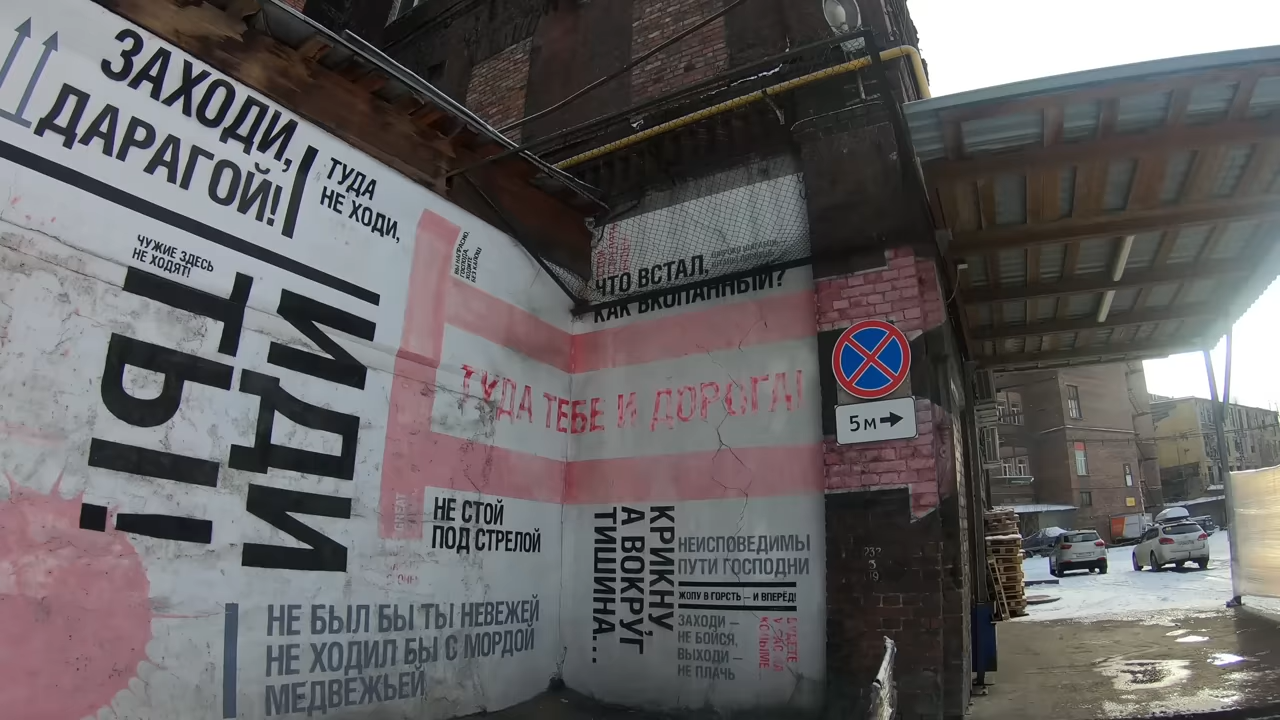 ЗАХОДИ,
ДАРАГОЙ!
ТУДА
НЕ ХОДИ,
ЧУЖИЕ ЗДЕСЬ
НЕ ХОДЯТ!
ИДИ
ТЫ!
ЧТО ВСТАЛ,
КАК ВКОПАННЫЙ?
ТУДА ТЕБЕ И ДОРОГА!
5м
НЕ СТОЙ
ПОД СТРЕЛОЙ
НЕ БЫЛ БЫ ТЫ НЕВЕЖЕЙ
НЕ ХОДИЛ БЫ С МОРДОЙ
МЕДВЕЖЬЕЙ
КРИКНУ,
А ВОКРУГ
ТИШИНА...
НЕИСПОВЕДИМЫ
ПУТИ ГОСПОДНИ
ЖОПУ В ГОРСТЬ — И ВПЕРЁД!
ЗАХОДИ —
НЕ БОЙСЯ,
ВЫХОДИ —
НЕ ПЛАЧЬ